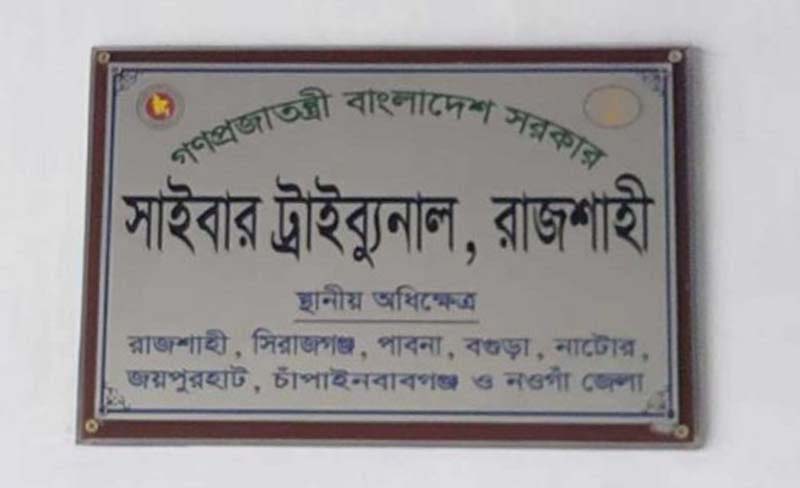 গণপ্রজাতন্ত্রী বাংলাদেশ সরকার
সাইবার ট্রাইব্যুনাল, রাজশাহী
স্থানীয় অধিক্ষেত্র
রাজশাহী, সিরাজগঞ্জ, পাবনা, বগুড়া, নাটোর,
জয়পুরহাট, চাঁপাইনবাবগঞ্জ ও নওগাঁ জেলা